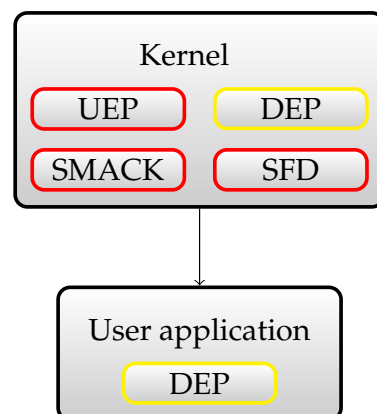 Kernel
UEP DEP
SMACK SFD
User application
DEP